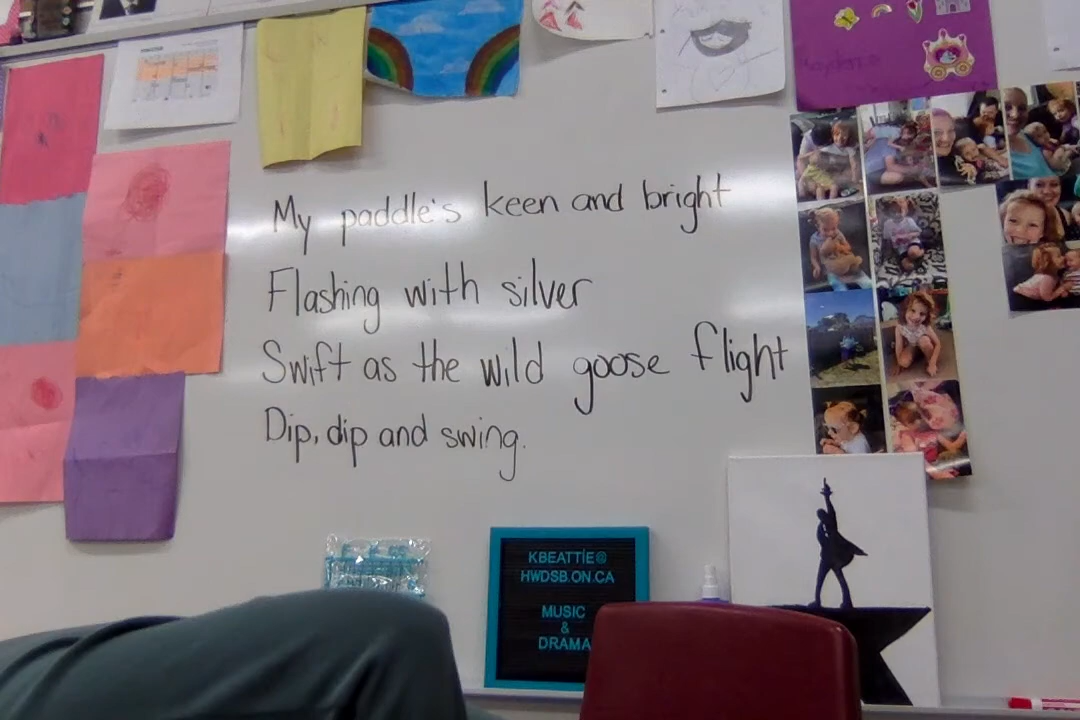 My paddle's keen and bright
Flashing with silver
Swift as the wild goose flight
Dip, dip and swing.
KBEATTIE@
HWDSB.ON.CA
MUSIC
&
DRAMA